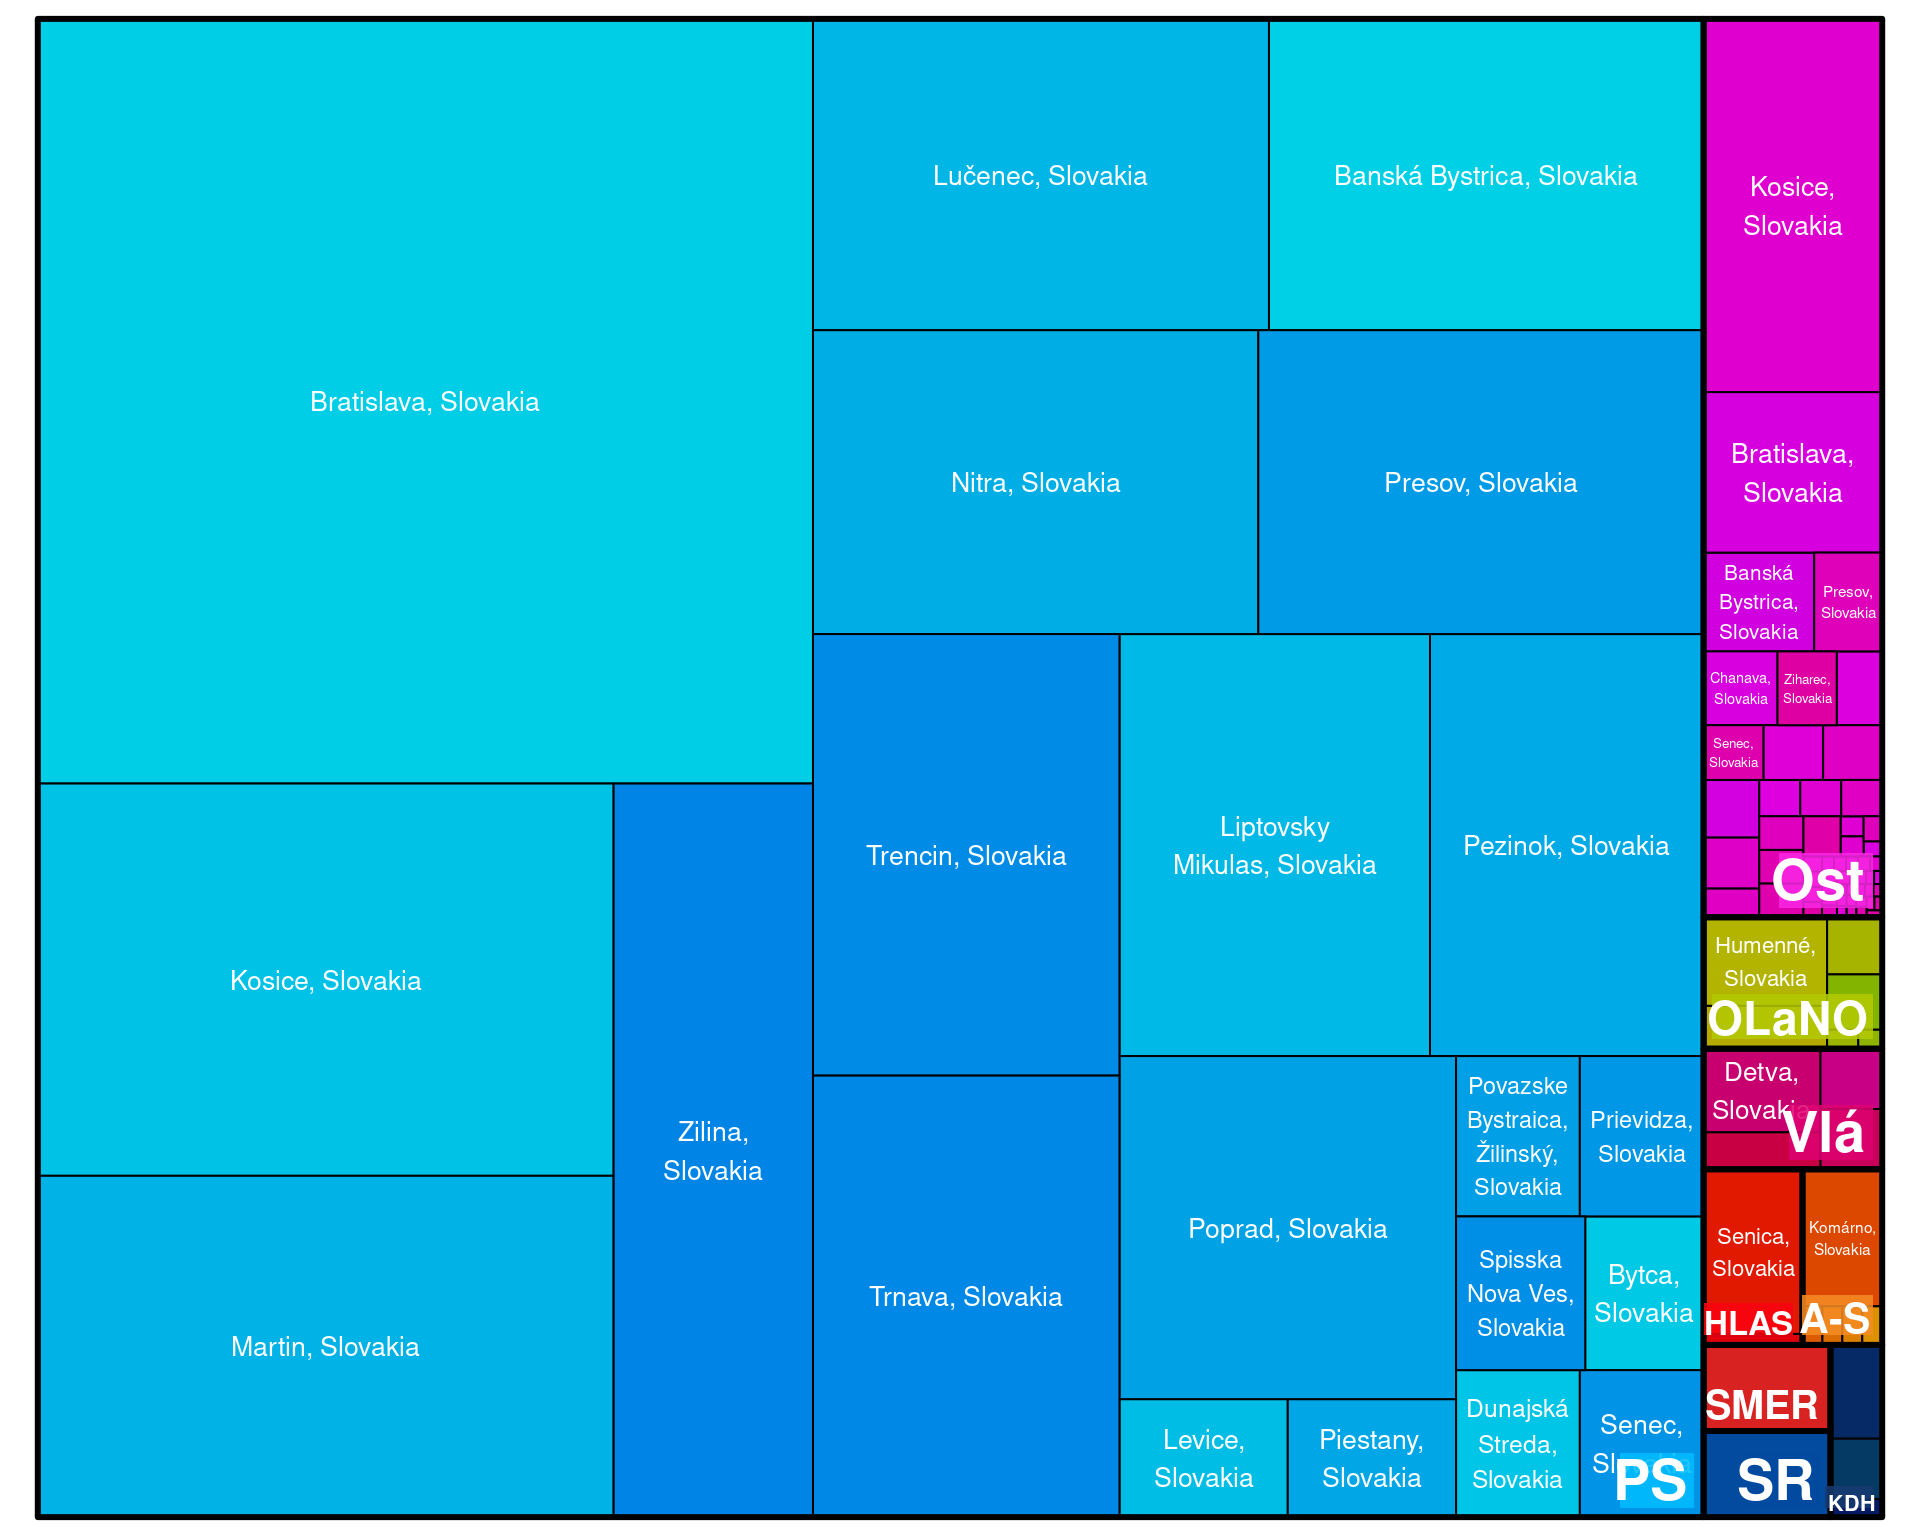 Bratislava, Slovakia
Lučenec, Slovakia
Banská Bystrica, Slovakia
Nitra, Slovakia
Presov, Slovakia
Kosice, Slovakia
Martin, Slovakia
Zilina,
Slovakia
Trencin, Slovakia
Trnava, Slovakia
Liptovsky
Mikulas, Slovakia
Pezinok, Slovakia
Poprad, Slovakia
Levice,
Slovakia
Piestany,
Slovakia
Povazske
Bystraica,
Žilinský,
Slovakia
Prievidza,
Slovakia
Spisska
Nova Ves,
Slovakia
Bytca,
Slovakia
Dunajská
Streda,
Slovakia
Senec,
Slovakia
PS
Kosice,
Slovakia
Bratislava,
Slovakia
Banská
Bystrica,
Slovakia
Presov,
Slovakia
Chanava,
Slovakia
Ziharec,
Slovakia
Senec,
Slovakia
Ost
Humenné,
Slovakia
OLaNO
Detva,
Slovakia
Vlá
Senica,
Slovakia
HLAS
Komárno,
Slovakia
A-S
SMER
SR
KDH